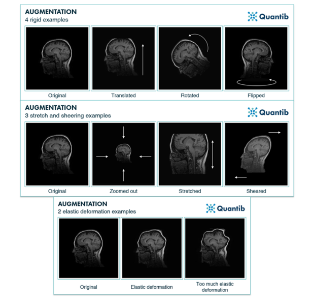 AUGMENTATION
4 rigid examples
Quantib
Original
Translated
Rotated
Flipped
AUGMENTATION
3 stretch and sheering examples
Quantib
Original
Zoomed out
Stretched
Sheared
AUGMENTATION
2 elastic deformation examples
Quantib
Original
Elastic deformation
Too much elastic
deformation